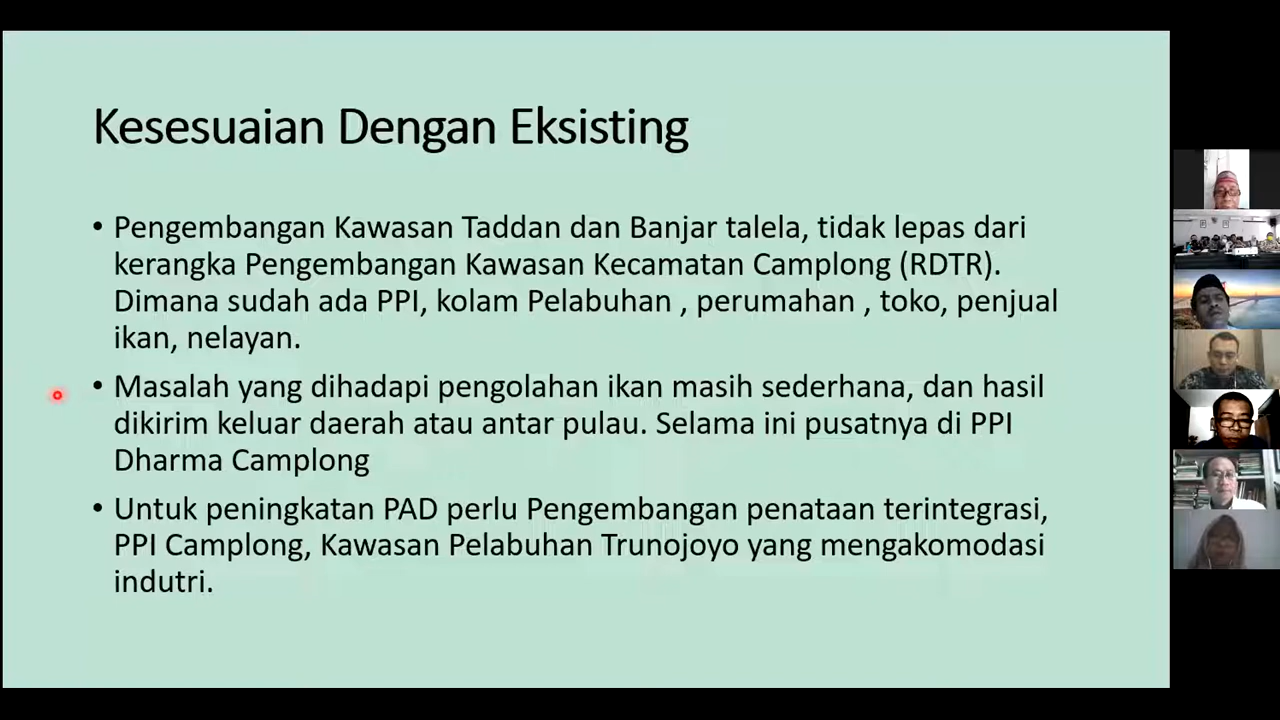 Kesesuaian Dengan Eksisting
• Pengembangan Kawasan Taddan dan Banjar talela, tidak lepas dari
kerangka Pengembangan Kawasan Kecamatan Camplong (RDTR).
Dimana sudah ada PPI, kolam Pelabuhan , perumahan , toko, penjual
ikan, nelayan.
• Masalah yang dihadapi pengolahan ikan masih sederhana, dan hasil
dikirim keluar daerah atau antar pulau. Selama ini pusatnya di PPI
Dharma Camplong
• Untuk peningkatan PAD perlu Pengembangan penataan terintegrasi,
PPI Camplong, Kawasan Pelabuhan Trunojoyo yang mengakomodasi
indutri.